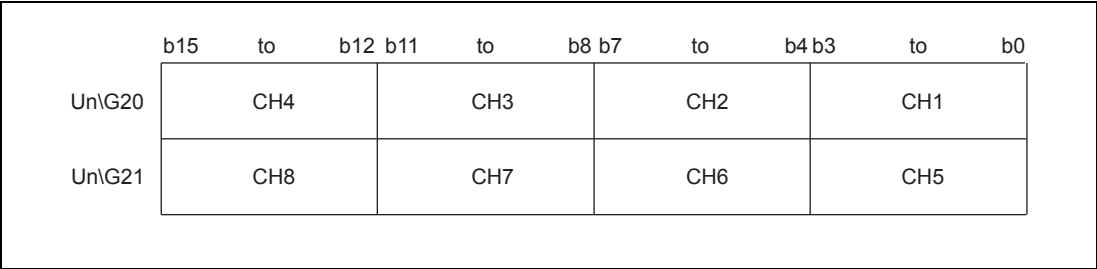 b15 to b12 b11 to b8 b7 to b4 b3 to b0
Un\G20 CH4 CH3 CH2 CH1
Un\G21 CH8 CH7 CH6 CH5